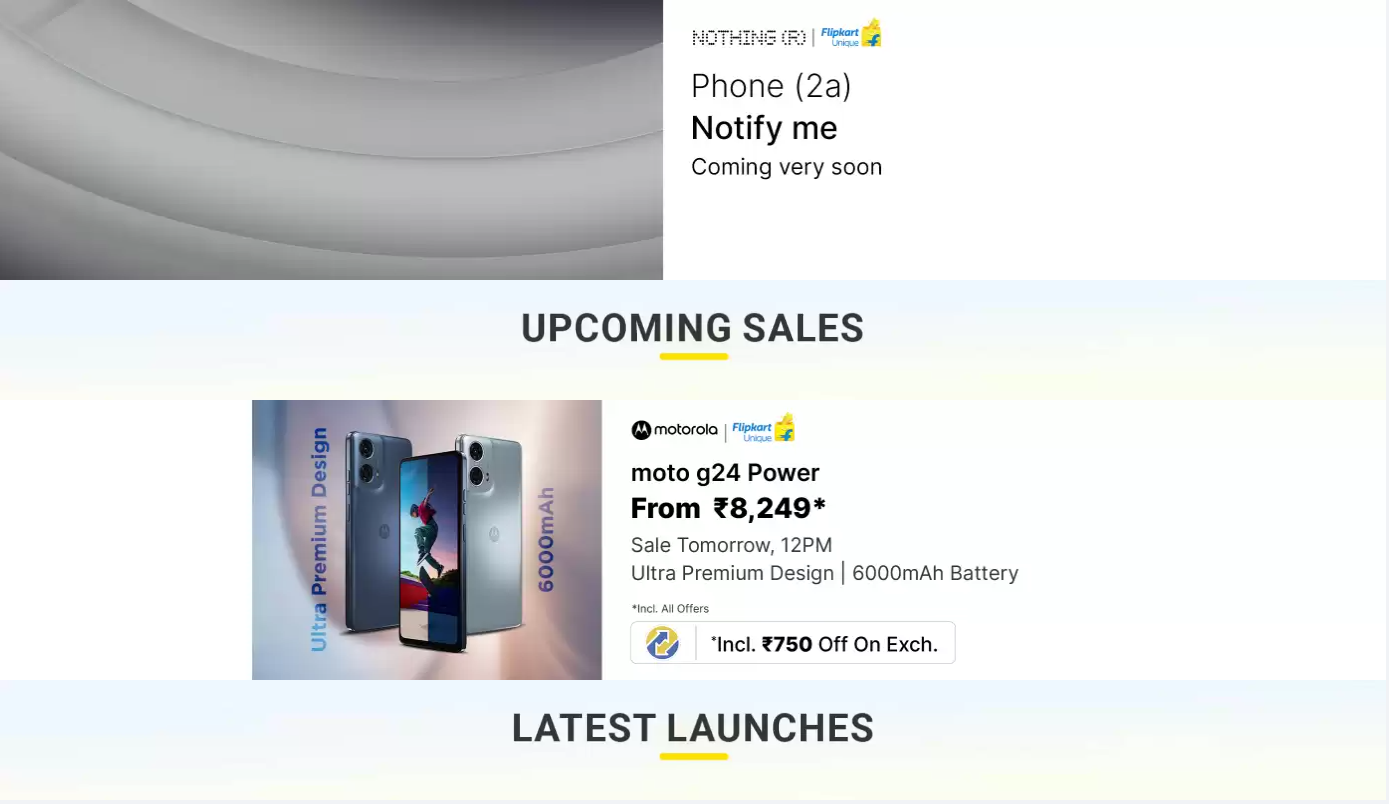 NOTHING (R) | Flipkart Unique
Phone (2a)
Notify me
Coming very soon
UPCOMING SALES
Ultra Premium Design
6000mAh
motorola | Flipkart Unique
moto g24 Power
From ₹8,249*
Sale Tomorrow, 12PM
Ultra Premium Design | 6000mAh Battery
*Incl. All Offers
*Incl. ₹750 Off On Exch.
LATEST LAUNCHES